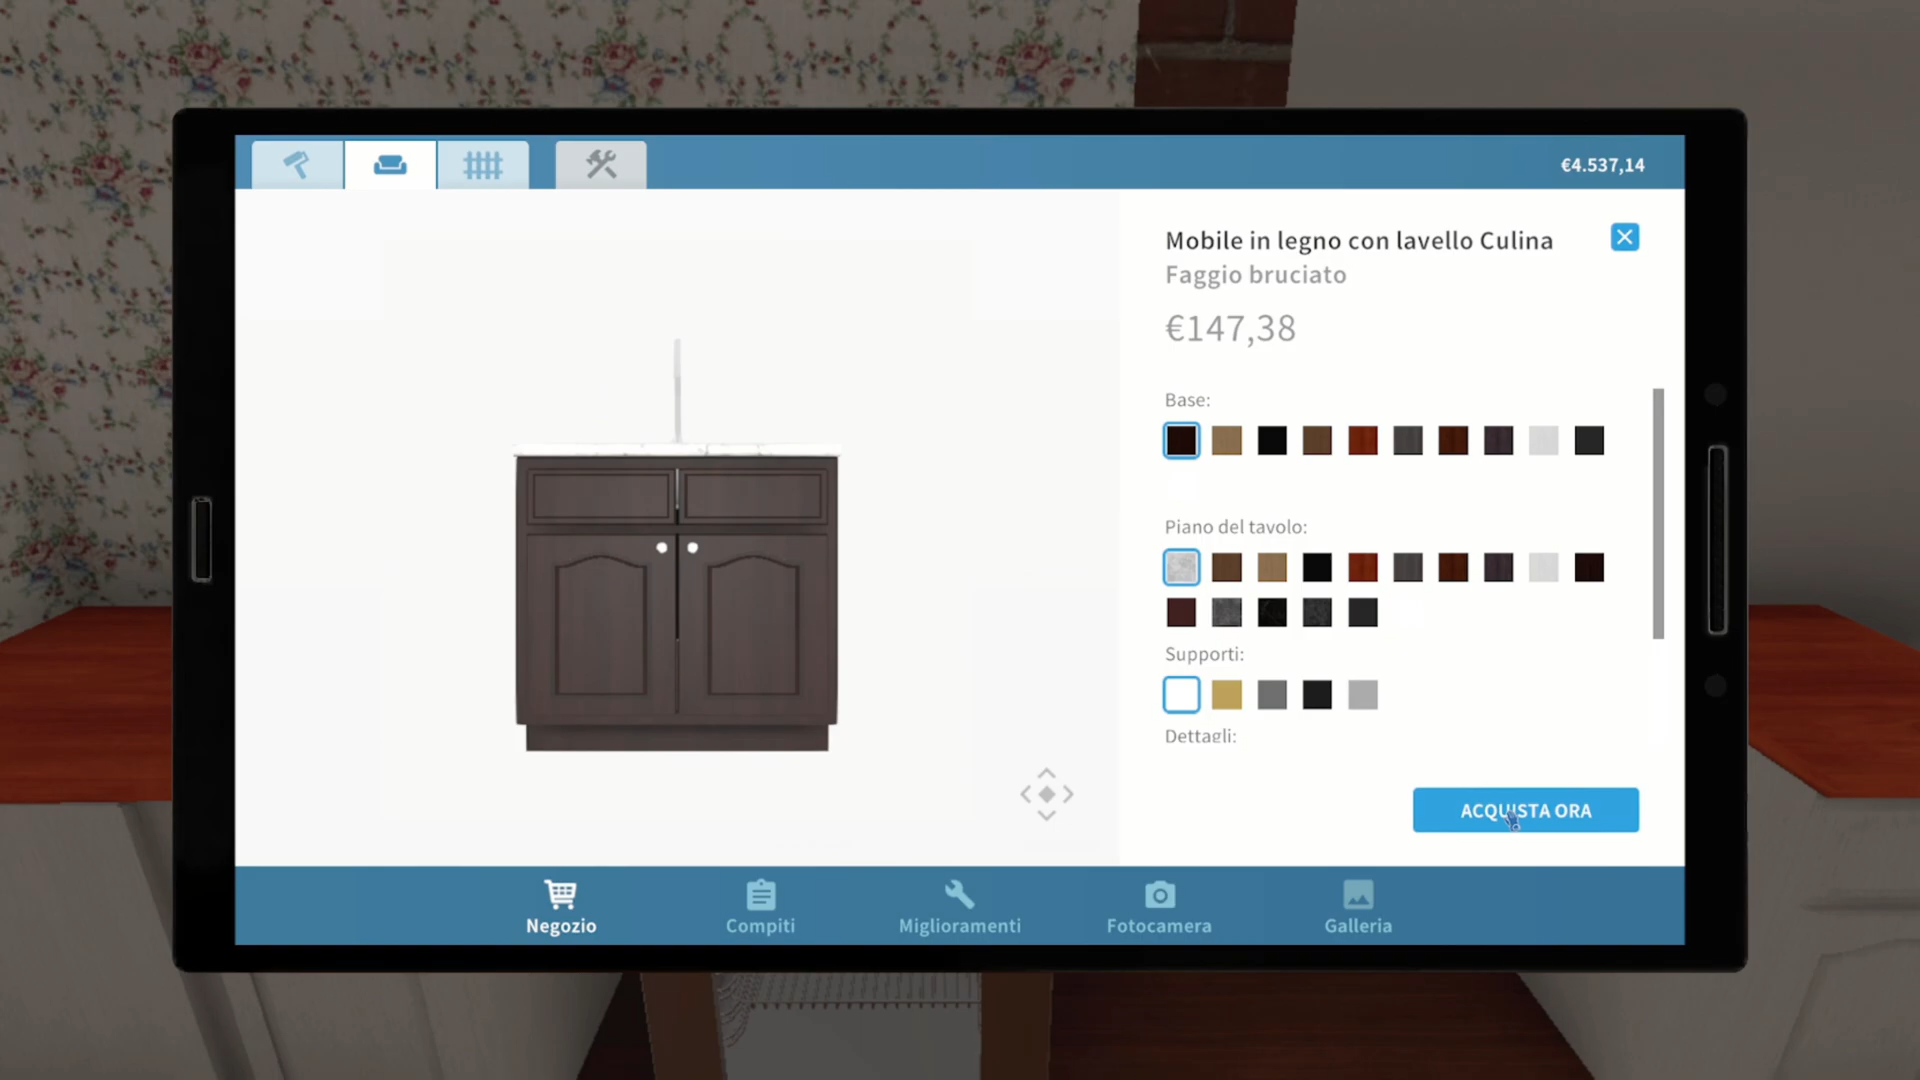 €4.537,14
Mobile in legno con lavello Culina
Faggio bruciato
€147,38
Base:
Piano del tavolo:
Supporti:
Dettagli:
ACQUISTA ORA
Negozio
Compiti
Miglioramenti
Fotocamera
Galleria